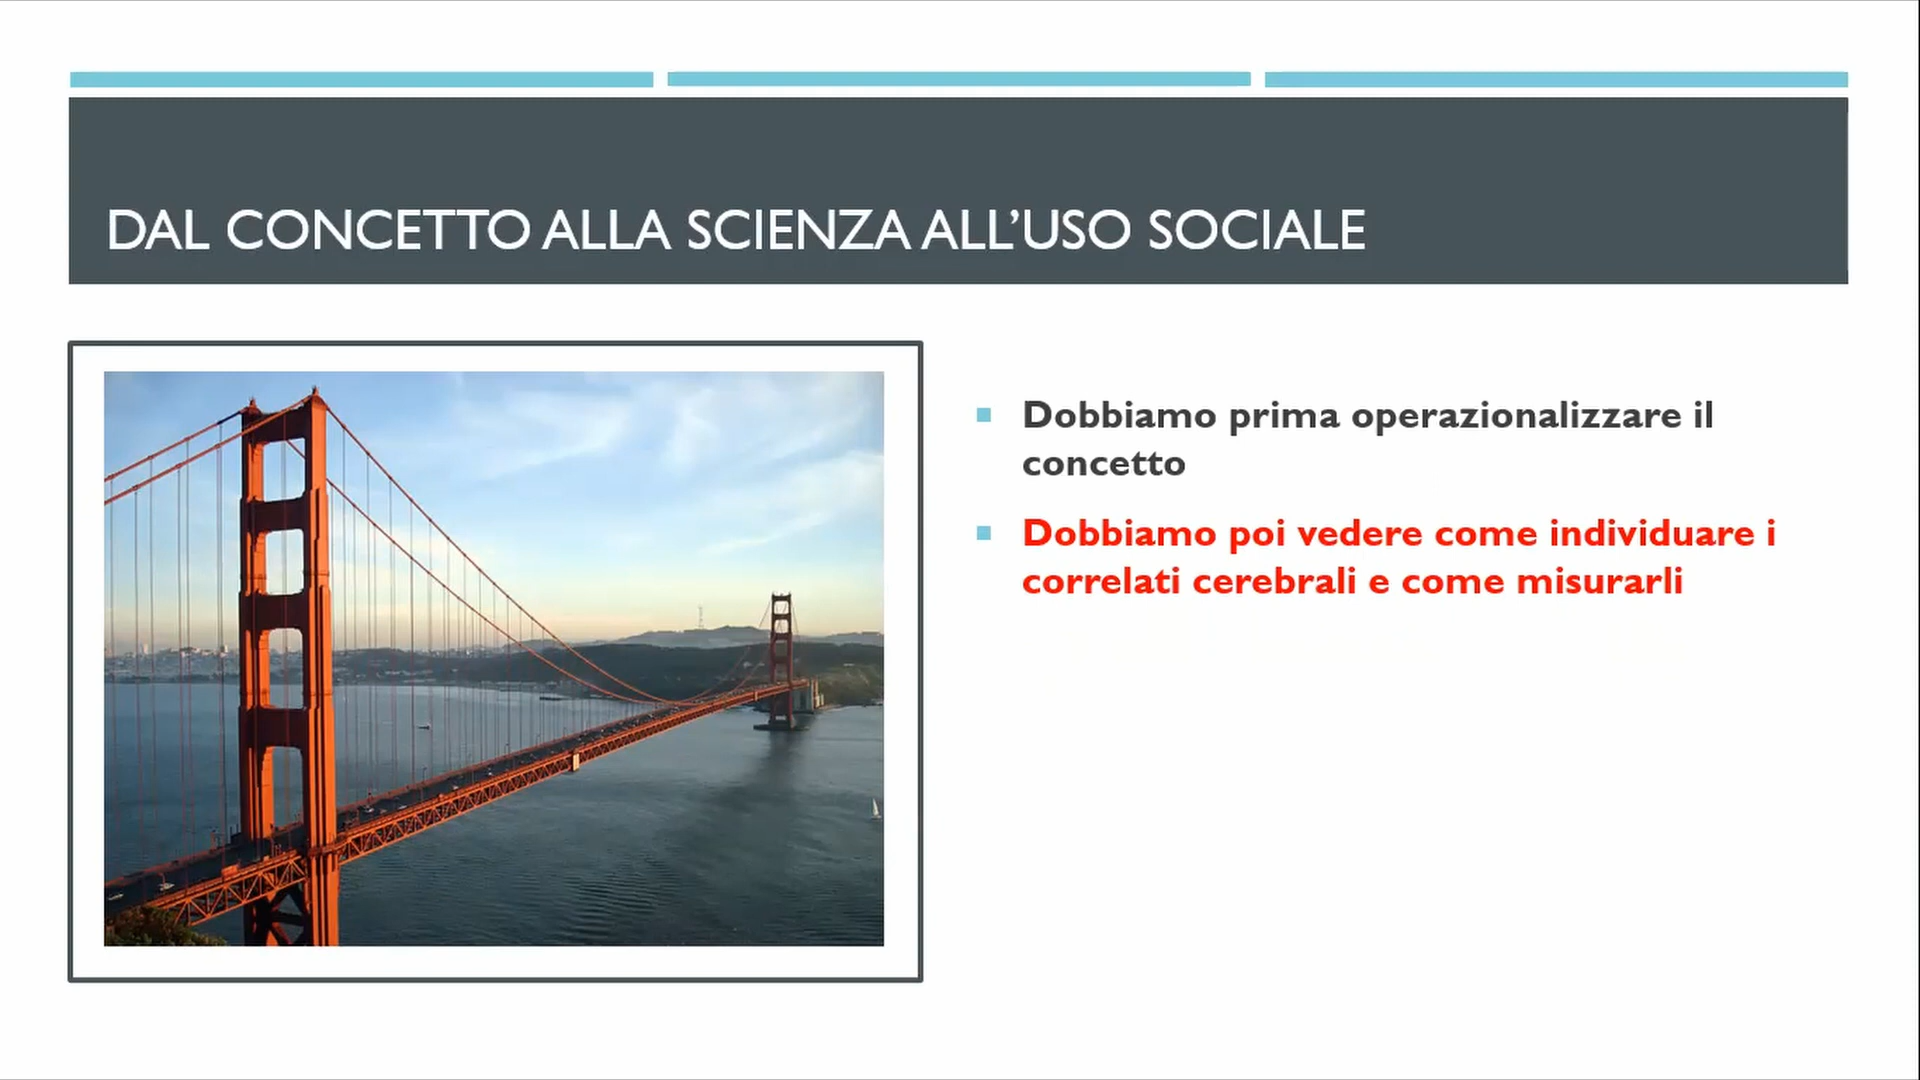 DAL CONCETTO ALLA SCIENZA ALL’USO SOCIALE
Dobbiamo prima operazionalizzare il
concetto
Dobbiamo poi vedere come individuare i
correlati cerebrali e come misurarli